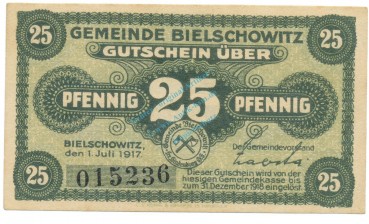 25 GEMEINDE BIELSCHOWITZ 25
GUTSCHEIN ÜBER
PFENNIG 25 PFENNIG
BIELSCHOWITZ,
den 1. Juli 1917.
Der Gemeindevorstand
015236
Dieser Gutschein wird von der
hiesigen Gemeindekasse bis
zum 31. Dezember 1918 eingelöst.
25 25